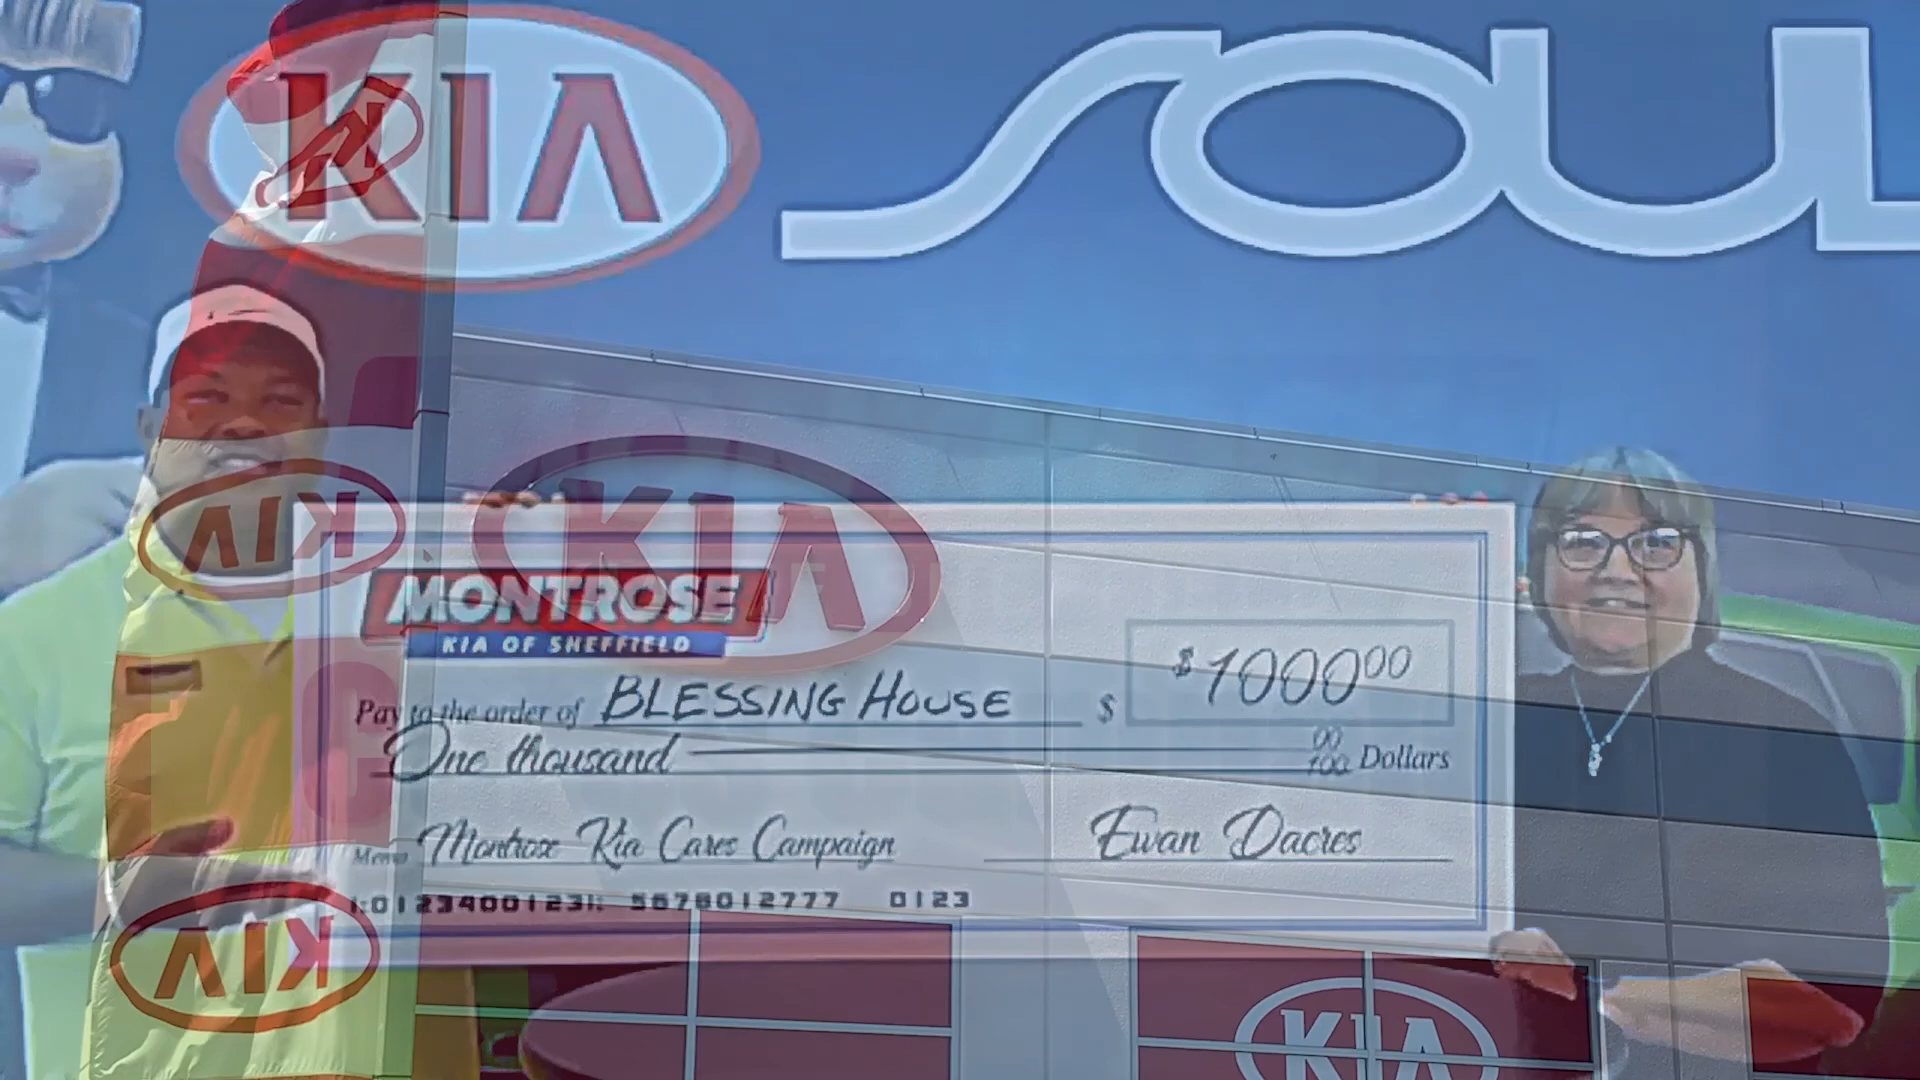 KIA SOUL
KIA
KIA
MONTROSE
KIA OF SHEFFIELD
$1000.00
Pay to the order of BLESSING HOUSE $
One thousand 00/100 Dollars
Memo Montrose Kia Cares Campaign Ewan Dacres
⑆012340012３⑆ 5678012777 0123
KIA
KIA